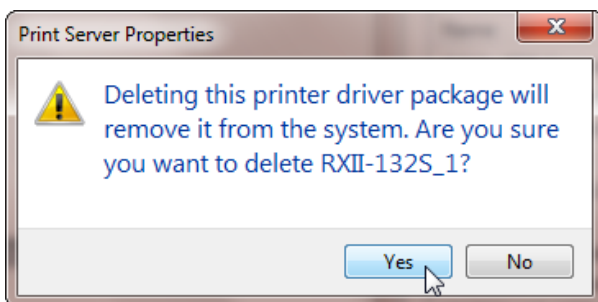 Print Server Properties
Deleting this printer driver package will
remove it from the system. Are you sure
you want to delete RXII-132S_1?
Yes
No